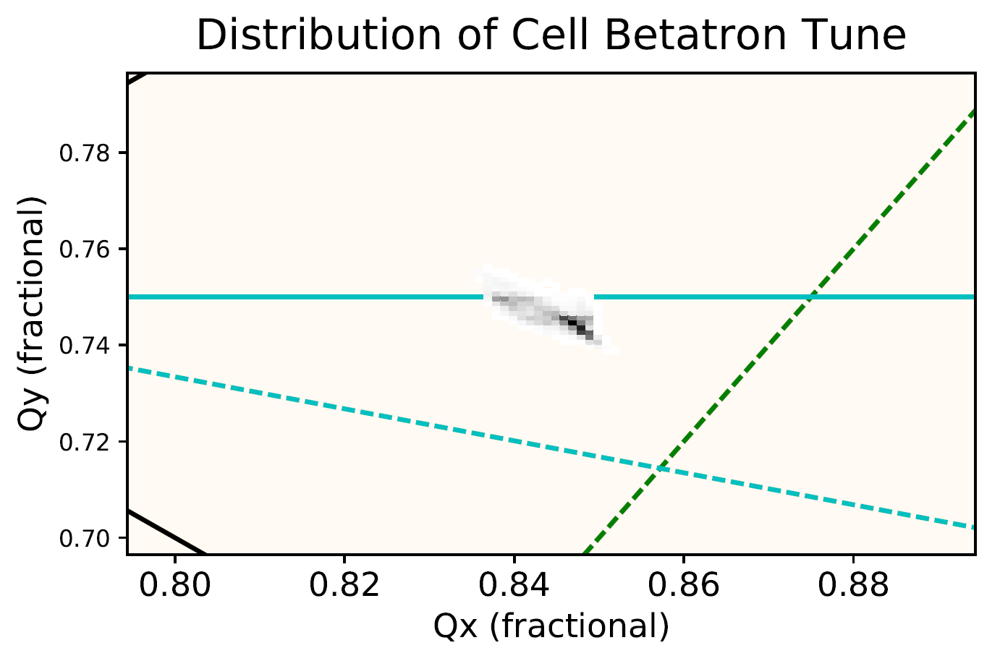 Distribution of Cell Betatron Tune
Qy (fractional)
0.78
0.76
0.74
0.72
0.70
0.80 0.82 0.84 0.86 0.88
Qx (fractional)